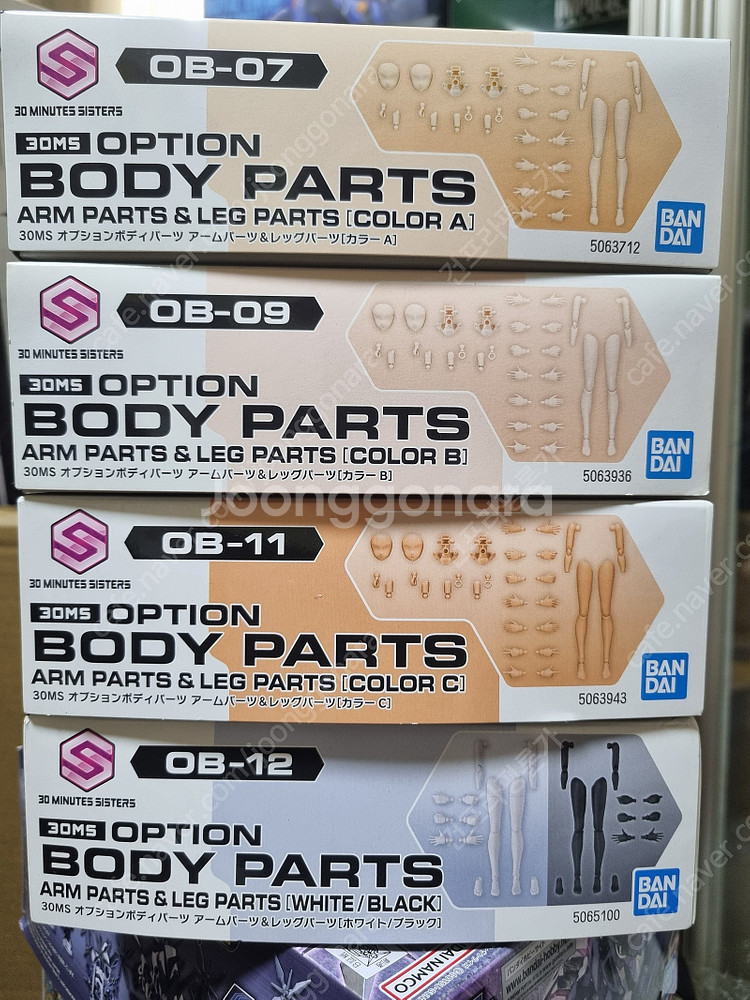 OB-07
30 MINUTES SISTERS
30MS OPTION
BODY PARTS
ARM PARTS & LEG PARTS [COLOR A]
30MS オプションボディパーツ アームパーツ&レッグパーツ[カラー A]
5063712
BAN
DAI
OB-09
30 MINUTES SISTERS
30MS OPTION
BODY PARTS
ARM PARTS & LEG PARTS [COLOR B]
30MS オプションボディパーツ アームパーツ&レッグパーツ[カラー B]
5063936
BAN
DAI
Joonggonara
OB-11
30 MINUTES SISTERS
30MS OPTION
BODY PARTS
ARM PARTS & LEG PARTS [COLOR C]
30MS オプションボディパーツ アームパーツ&レッグパーツ[カラー C]
5063943
BAN
DAI
OB-12
30 MINUTES SISTERS
30MS OPTION
BODY PARTS
ARM PARTS & LEG PARTS [WHITE/BLACK]
30MS オプションボディパーツ アームパーツ&レッグパーツ[ホワイト/ブラック]
5065100
BAN
DAI
cafe.naver.com/joonggonara